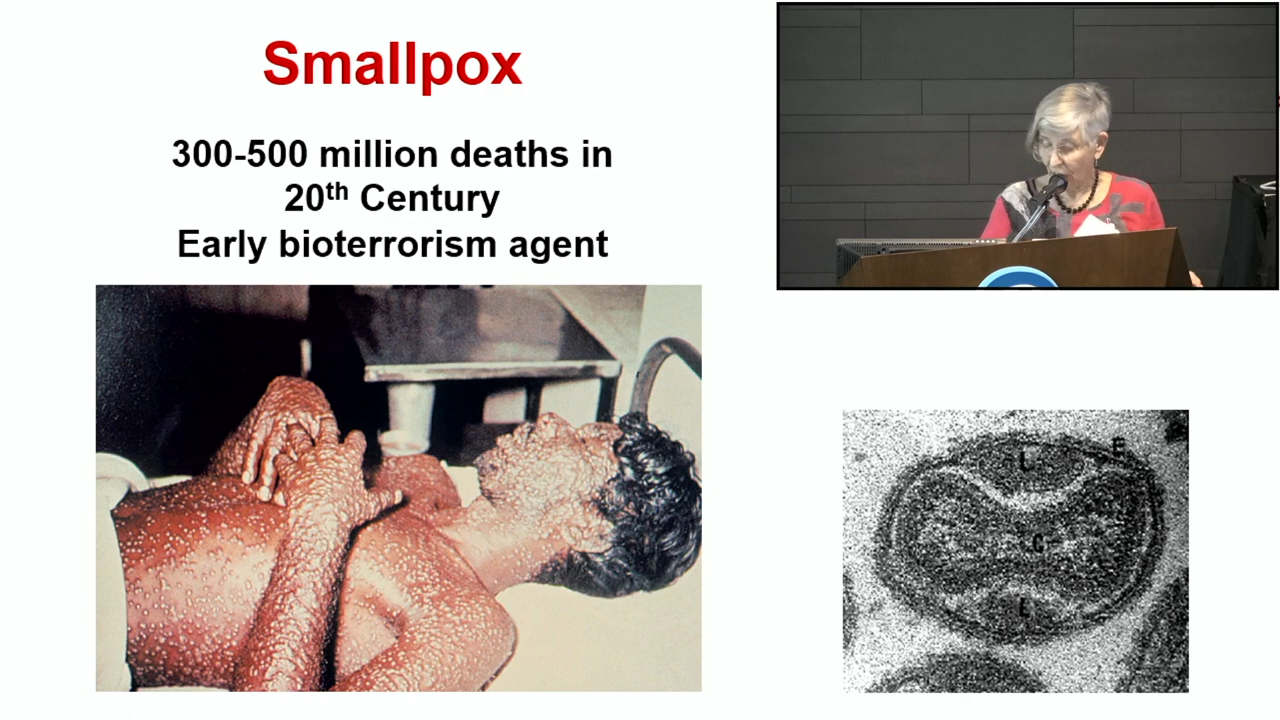 Smallpox
300-500 million deaths in
20th Century
Early bioterrorism agent
L
E
C
L